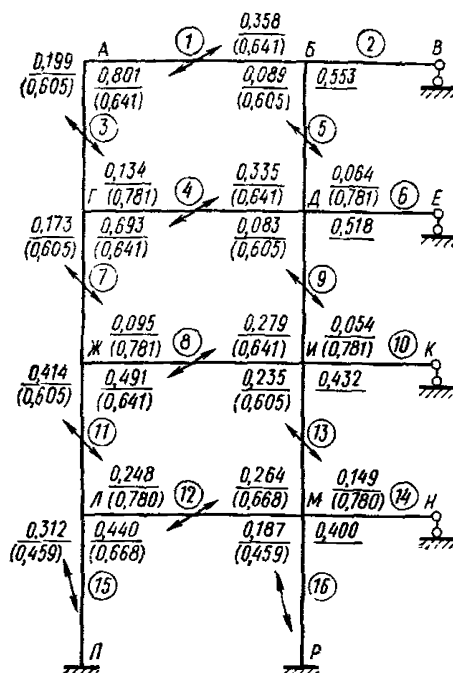 0,358
А ① (0,641) Б ② В
0,199 0,801 0,089 0,553
(0,605) (0,641) (0,605)
③ ⑤
0,134 0,335 0,064
Г (0,781) ④ (0,641) Д (0,781) ⑥ Е
0,173 0,693 0,083 0,518
(0,605) (0,641) (0,605)
⑦ ⑨
0,095 0,279 0,054
Ж (0,781) ⑧ (0,641) И (0,781) ⑩ К
0,414 0,491 0,235 0,432
(0,605) (0,641) (0,605)
⑪ ⑬
0,248 0,264 0,149
Л (0,780) ⑫ (0,668) М (0,780) ⑭ Н
0,312 0,440 0,187 0,400
(0,459) (0,668) (0,459)
⑮ ⑯
П Р